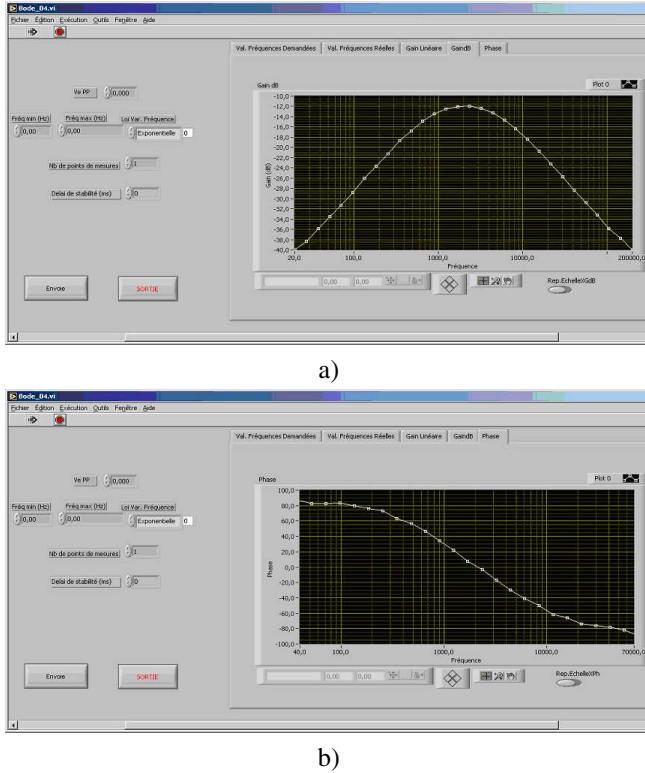 Bode_04.vi
Fichier Édition Exécution Outils Fenêtre Aide
Val. Fréquences Demandées Val. Fréquences Réelles Gain Linéaire GaindB Phase
Ve PP 0,000
Fréq min (Hz) Fréq max (Hz) Loi Var. Fréquence
0,00 0,00 Exponentielle 0
Nb de points de mesures 1
Delai de stabilité (ms) 0
Envoie SORTIE
Gain dB Plot 0
Gain (dB)
-10,0
-12,0
-14,0
-16,0
-18,0
-20,0
-22,0
-24,0
-26,0
-28,0
-30,0
-32,0
-34,0
-36,0
-38,0
-40,0
20,0 100,0 1000,0 10000,0 20000,0
Fréquence
0,00 0,00
Rep.EchelleXGdB
a)
Bode_04.vi
Fichier Édition Exécution Outils Fenêtre Aide
Val. Fréquences Demandées Val. Fréquences Réelles Gain Linéaire GaindB Phase
Ve PP 0,000
Fréq min (Hz) Fréq max (Hz) Loi Var. Fréquence
0,00 0,00 Exponentielle 0
Nb de points de mesures 1
Delai de stabilité (ms) 0
Envoie SORTIE
Phase Plot 0
Phase
100,0
80,0
60,0
40,0
20,0
0,0
-20,0
-40,0
-60,0
-80,0
-100,0
40,0 100,0 1000,0 10000,0 70000,0
Fréquence
0,00 0,00
Rep.EchelleXPh
b)